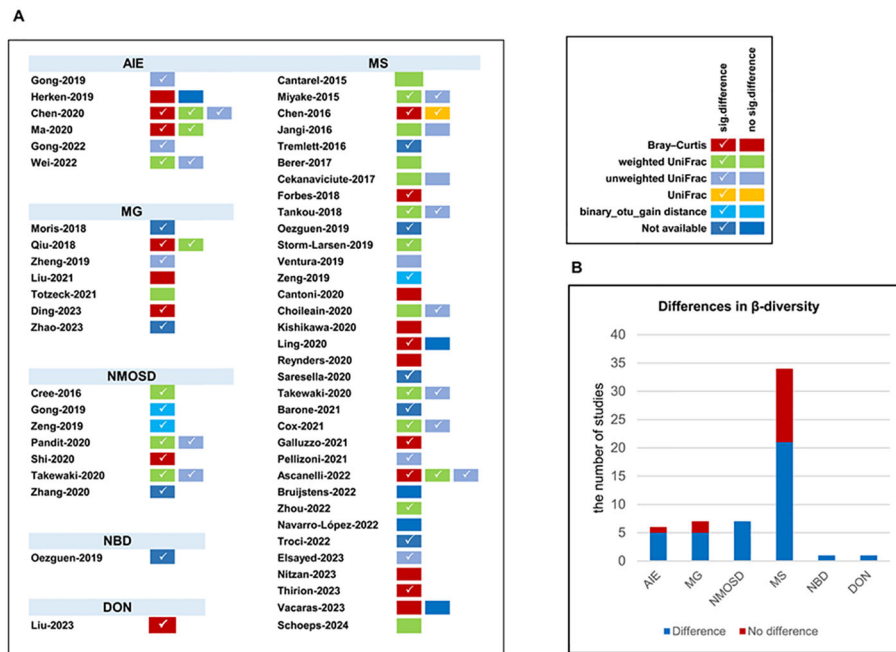 A
AIE
Gong-2019
Herken-2019
Chen-2020
Ma-2020
Gong-2022
Wei-2022
MG
Moris-2018
Qiu-2018
Zheng-2019
Liu-2021
Totzeck-2021
Ding-2023
Zhao-2023
NMOSD
Cree-2016
Gong-2019
Zeng-2019
Pandit-2020
Shi-2020
Takewaki-2020
Zhang-2020
NBD
Oezguen-2019
DON
Liu-2023
MS
Cantarel-2015
Miyake-2015
Chen-2016
Jangi-2016
Tremlett-2016
Berer-2017
Cekanaviciute-2017
Forbes-2018
Tankou-2018
Oezguen-2019
Storm-Larsen-2019
Ventura-2019
Zeng-2019
Cantoni-2020
Choileain-2020
Kishikawa-2020
Ling-2020
Reynders-2020
Saresella-2020
Takewaki-2020
Barone-2021
Cox-2021
Galluzzo-2021
Pellizoni-2021
Ascanelli-2022
Bruijstens-2022
Zhou-2022
Navarro-López-2022
Troci-2022
Elsayed-2023
Nitzan-2023
Thirion-2023
Vacaras-2023
Schoeps-2024
sig.difference
no sig.difference
Bray–Curtis
weighted UniFrac
unweighted UniFrac
UniFrac
binary_otu_gain distance
Not available
B
Differences in β-diversity
the number of studies
40
35
30
25
20
15
10
5
0
AIE
MG
NMOSD
MS
NBD
DON
Difference
No difference